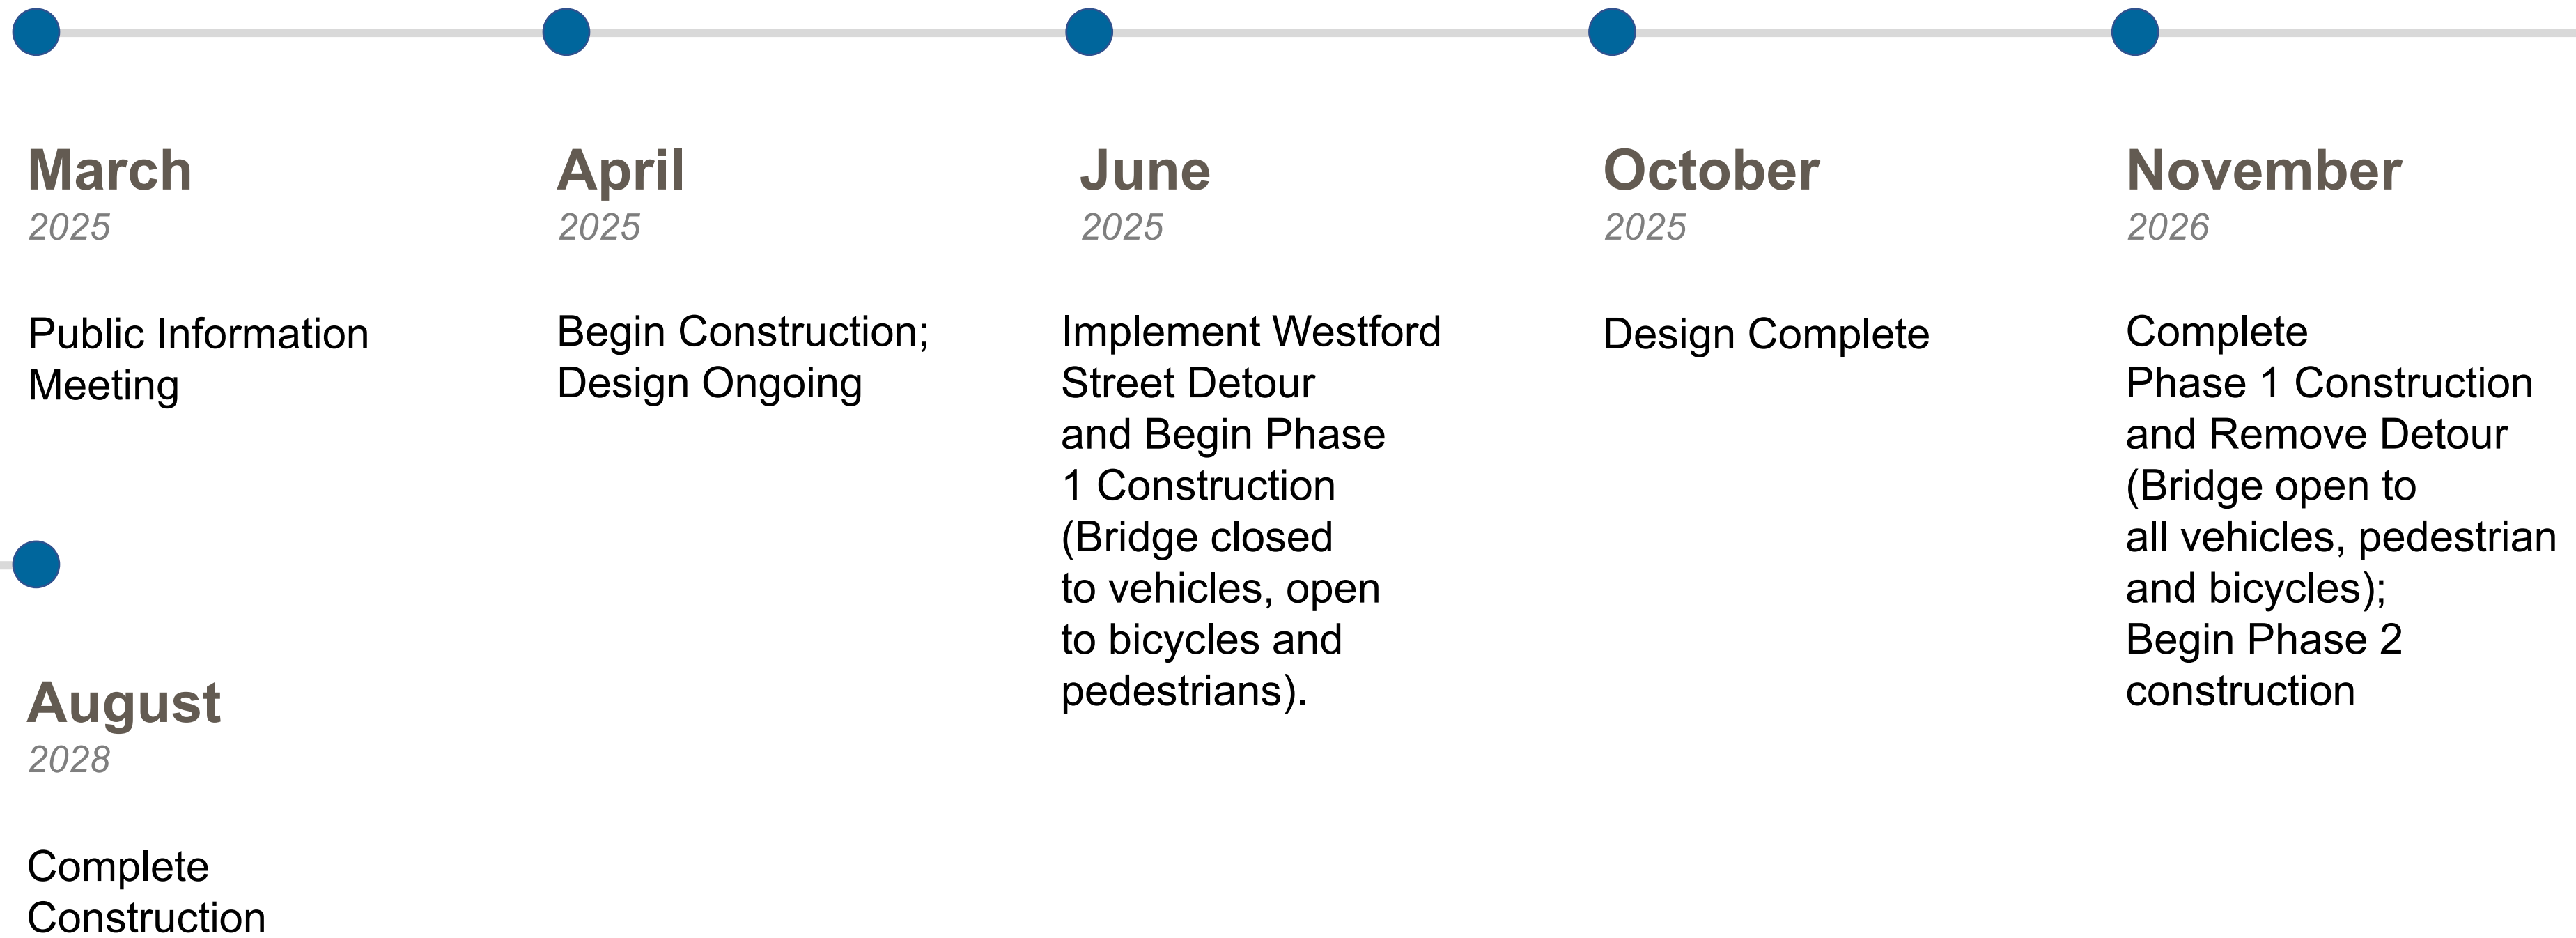 March
2025
Public Information
Meeting
April
2025
Begin Construction;
Design Ongoing
June
2025
Implement Westford
Street Detour
and Begin Phase
1 Construction
(Bridge closed
to vehicles, open
to bicycles and
pedestrians).
October
2025
Design Complete
November
2026
Complete
Phase 1 Construction
and Remove Detour
(Bridge open to
all vehicles, pedestrian
and bicycles);
Begin Phase 2
construction
August
2028
Complete
Construction